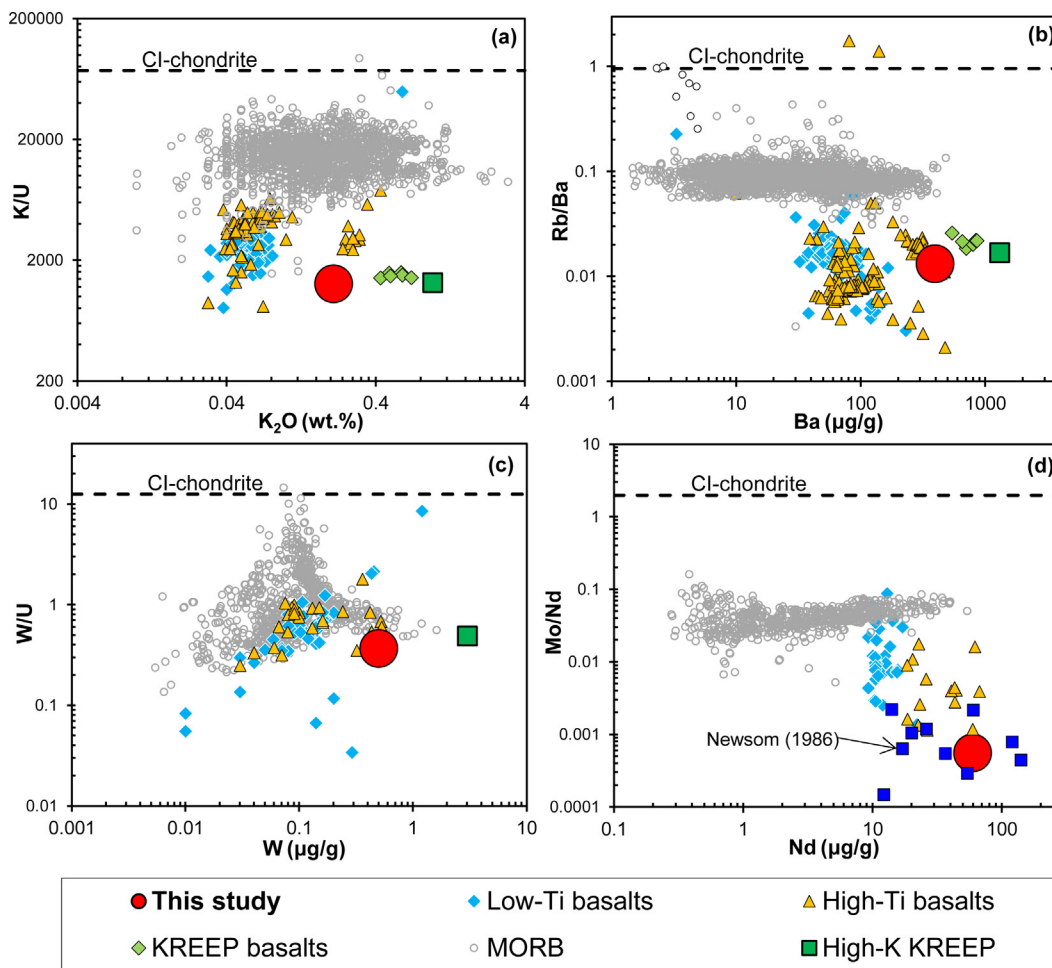 200000
(a)
CI-chondrite
20000
K/U
2000
200
0.004
0.04
0.4
4
K2O (wt.%)
10
(b)
CI-chondrite
1
Rb/Ba
0.1
0.01
0.001
1
10
100
1000
Ba (µg/g)
(c)
CI-chondrite
10
W/U
1
0.1
0.01
0.001
0.01
0.1
1
10
W (µg/g)
10
(d)
CI-chondrite
1
Mo/Nd
0.1
0.01
0.001
Newsom (1986)
0.0001
0.1
1
10
100
Nd (µg/g)
This study
Low-Ti basalts
High-Ti basalts
KREEP basalts
MORB
High-K KREEP